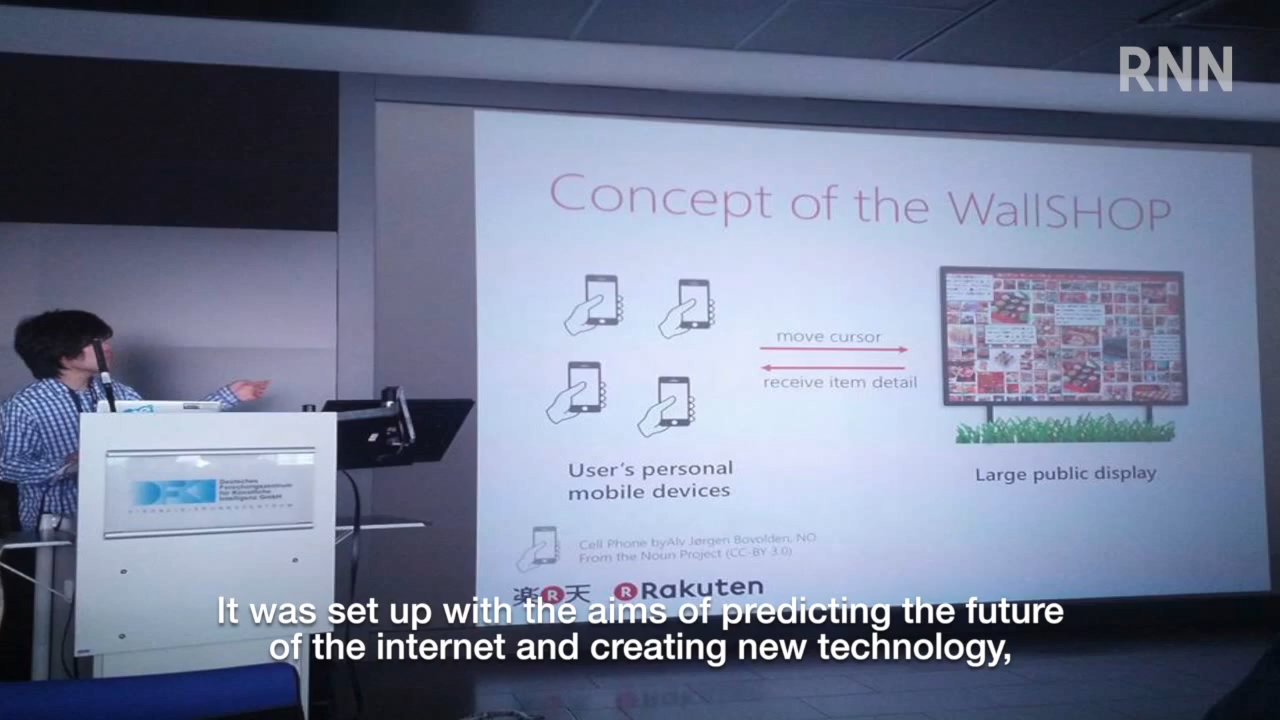 RNN
Concept of the WallSHOP
move cursor
receive item detail
User's personal
mobile devices
Large public display
Cell Phone byAlv Jørgen Bovolden, NO
From the Noun Project (CC-BY 3.0)
楽R天 R Rakuten
Deutsches
Forschungszentrum
für Künstliche
Intelligenz GmbH
DFKI
It was set up with the aims of predicting the future
of the internet and creating new technology,